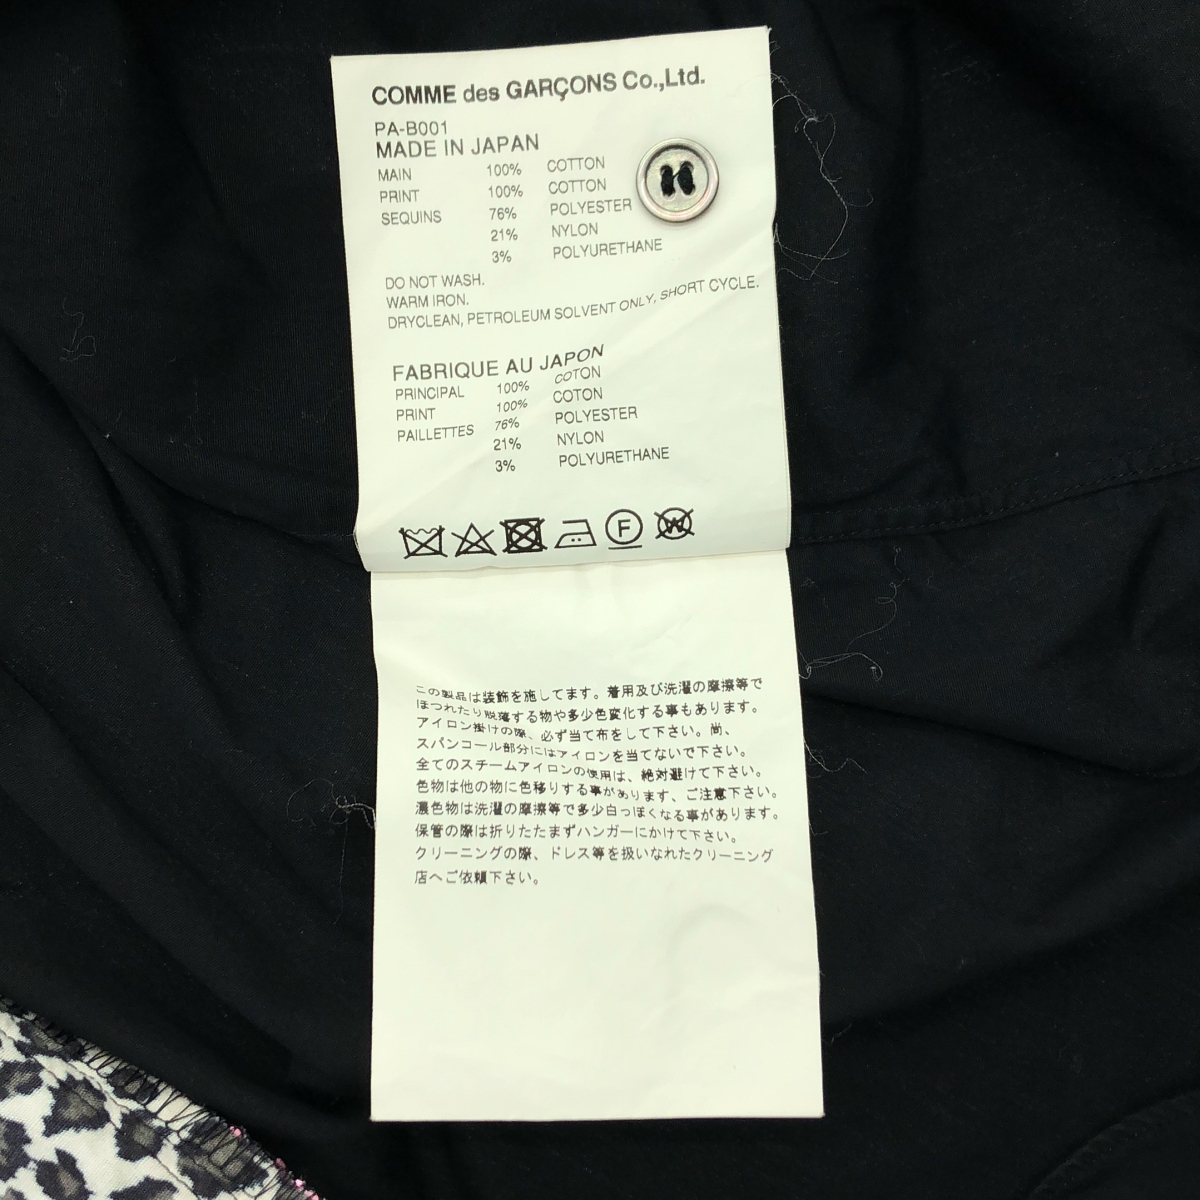 COMME des GARÇONS Co.,Ltd.
PA-B001
MADE IN JAPAN
MAIN 100% COTTON
PRINT 100% COTTON
SEQUINS 76% POLYESTER
21% NYLON
3% POLYURETHANE
DO NOT WASH.
WARM IRON.
DRYCLEAN, PETROLEUM SOLVENT ONLY, SHORT CYCLE.
FABRIQUE AU JAPON
PRINCIPAL 100% COTON
PRINT 100% COTON
PAILLETTES 76% POLYESTER
21% NYLON
3% POLYURETHANE
F W
この製品は装飾を施してます。着用及び洗濯の摩擦等で
ほつれたり脱落する物や多少色変化する事もあります。
アイロン掛けの際、必ず当て布をして下さい。尚、
スパンコール部分にはアイロンを当てないで下さい。
全てのスチームアイロンの使用は、絶対避けて下さい。
色物は他の物に色移りする事があります、ご注意下さい。
濃色物は洗濯の摩擦等で多少白っぽくなる事があります。
保管の際は折りたたまずハンガーにかけて下さい。
クリーニングの際、ドレス等を扱いなれたクリーニング
店へご依頼下さい。